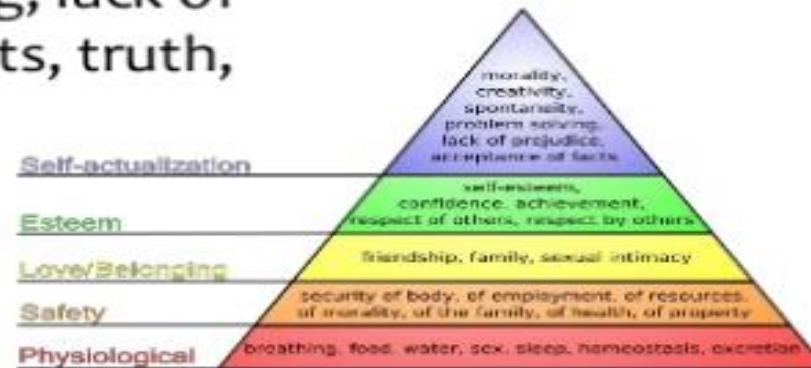 g, lack of
ts, truth,
morality,
creativity,
spontaneity,
problem solving,
lack of prejudice,
acceptance of facts
Self-actualization
self-esteem,
confidence, achievement,
respect of others, respect by others
Esteem
friendship, family, sexual intimacy
Love/Belonging
security of body, of employment, of resources,
of morality, of the family, of health, of property
Safety
breathing, food, water, sex, sleep, homeostasis, excretion
Physiological